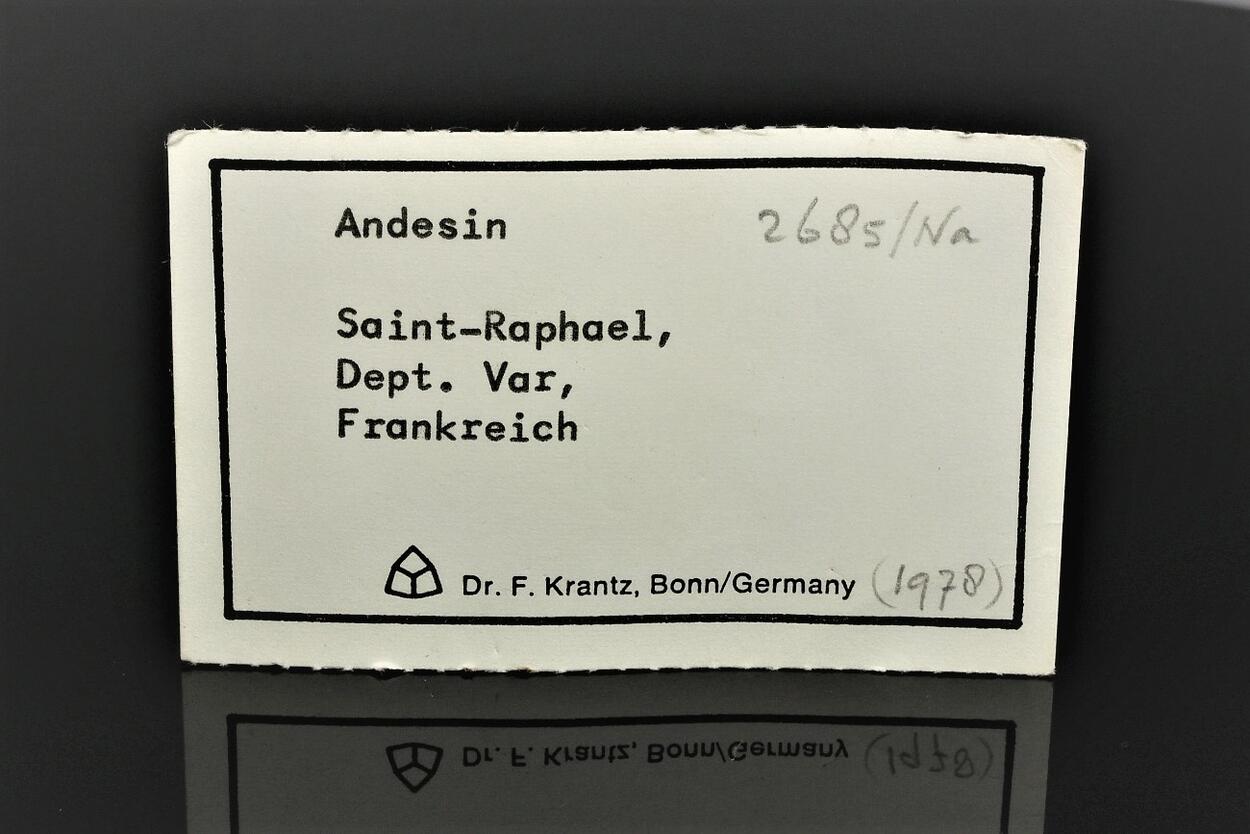 Andesin
2685/Na
Saint-Raphael,
Dept. Var,
Frankreich
Dr. F. Krantz, Bonn/Germany (1978)